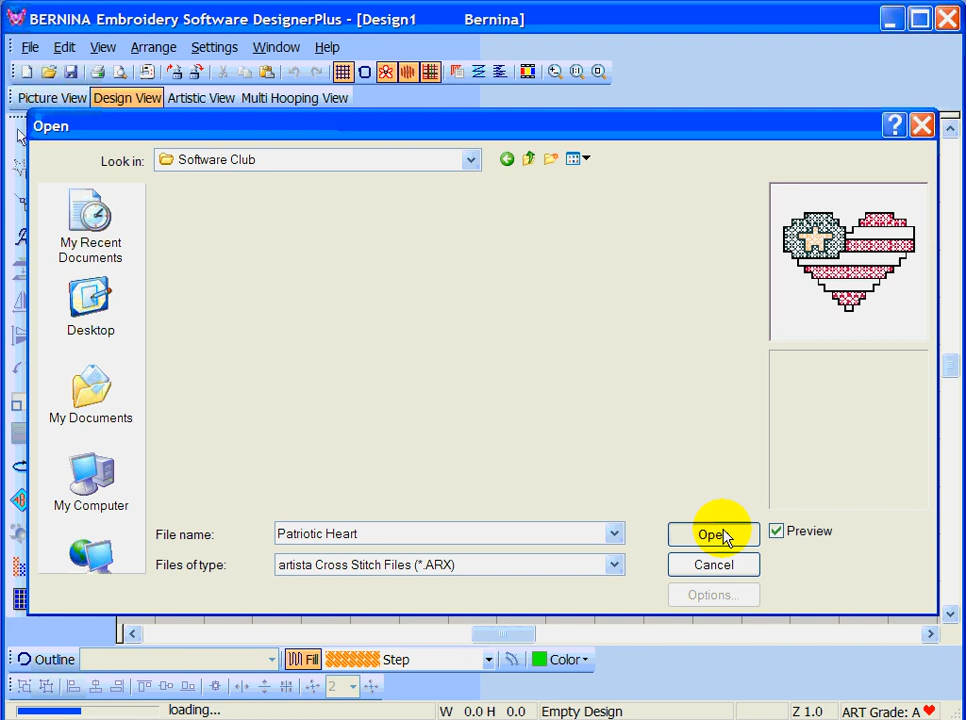 BERNINA Embroidery Software DesignerPlus - [Design1 Bernina]
File Edit View Arrange Settings Window Help
Picture View Design View Artistic View Multi Hooping View
Open
Look in: Software Club
My Recent
Documents
Desktop
My Documents
My Computer
File name: Patriotic Heart Open Preview
Files of type: artista Cross Stitch Files (*.ARX) Cancel
Options...
Outline Fill Step Color
2
loading... W 0.0 H 0.0 Empty Design Z 1.0 ART Grade: A